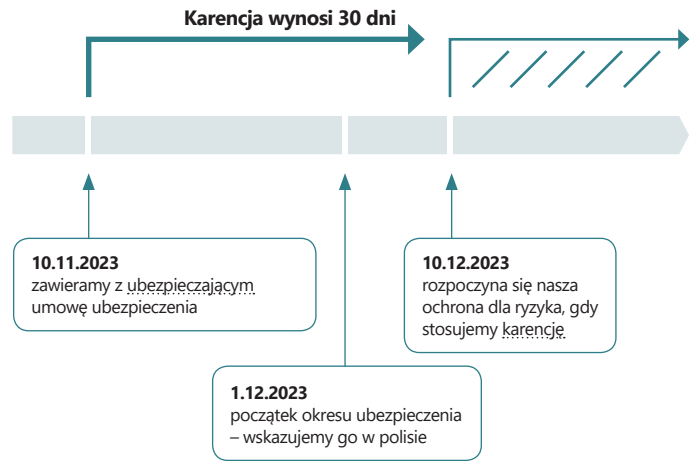 Karencja wynosi 30 dni
10.11.2023
zawieramy z ubezpieczającym
umowę ubezpieczenia
10.12.2023
rozpoczyna się nasza
ochrona dla ryzyka, gdy
stosujemy karencję
1.12.2023
początek okresu ubezpieczenia
– wskazujemy go w polisie